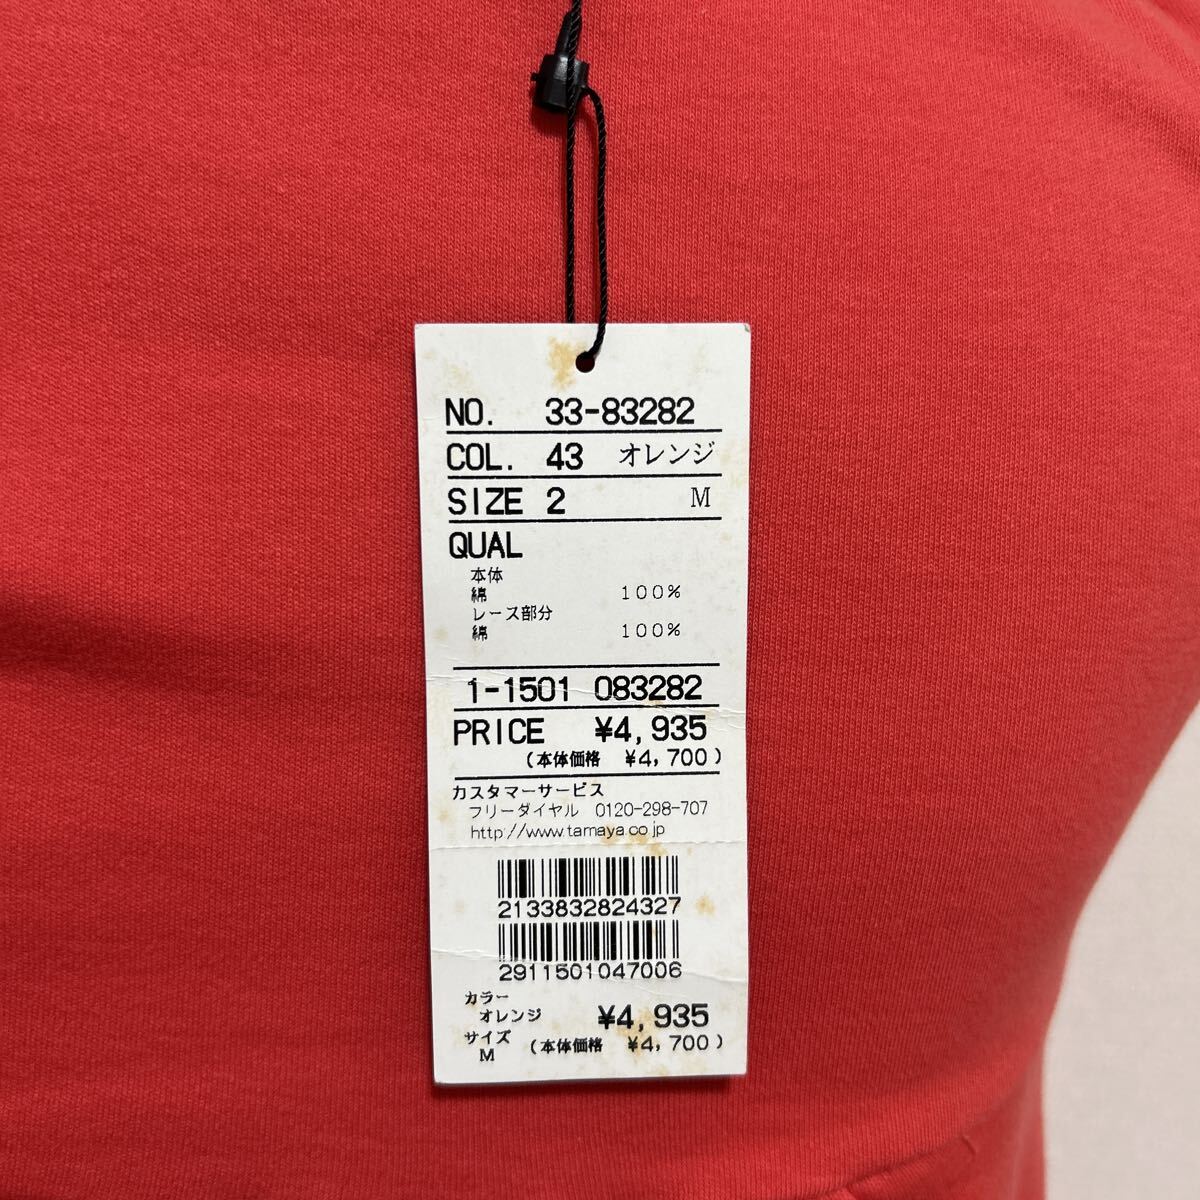 NO. 33-83282
COL. 43 オレンジ
SIZE 2 M
QUAL
本体
綿 100%
レース部分
綿 100%
1-1501 083282
PRICE ¥4,935
(本体価格 ¥4,700)
カスタマーサービス
フリーダイヤル 0120-298-707
http://www.tamaya.co.jp
2133832824327
2911501047006
カラー
オレンジ ¥4,935
サイズ
M (本体価格 ¥4,700)